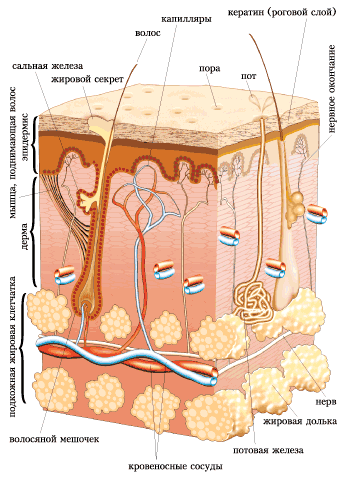 кератин (роговой слой)
капилляры
волос
сальная железа
жировой секрет
пора
пот
нервное окончание
мышца, поднимающая волос
эпидермис
дерма
подкожная жировая клетчатка
нерв
жировая долька
волосяной мешочек
потовая железа
кровеносные сосуды